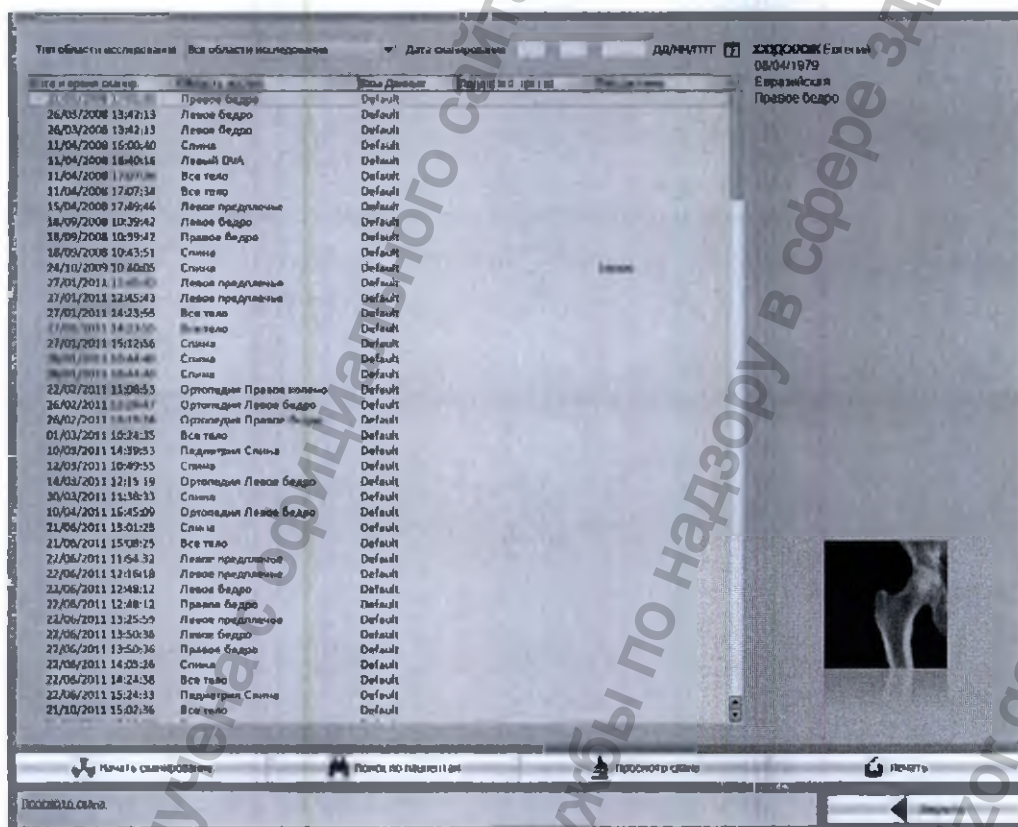 Тип области исследования Все области исследования Дата сканирования ДД/ММ/ГГГГ
Евгений
08/04/1979
Евразийская
Правое бедро
Правое бедро Default
26/03/2008 13:42:13 Левое бедро Default
26/03/2008 13:42:13 Левое бедро Default
11/04/2008 16:00:40 Спина Default
11/04/2008 16:40:16 Левый DVA Default
11/04/2008 Все тело Default
11/04/2008 17:07:34 Все тело Default
15/04/2008 17:49:46 Левое предплечье Default
18/09/2008 10:39:42 Левое бедро Default
18/09/2008 10:39:42 Правое бедро Default
18/09/2008 10:43:51 Спина Default
24/10/2009 10:40:05 Спина Default
27/01/2011 Левое предплечье Default
27/01/2011 12:45:43 Левое предплечье Default
27/01/2011 14:23:55 Все тело Default
Все тело Default
27/01/2011 15:12:56 Спина Default
Спина Default
Спина Default
22/02/2011 11:08:53 Ортопедия Правое колено Default
26/02/2011 Ортопедия Левое бедро Default
26/02/2011 Ортопедия Правое Default
01/03/2011 10:24:35 Все тело Default
10/03/2011 14:39:53 Педиатрия Спина Default
12/03/2011 10:49:55 Спина Default
14/03/2011 12:15:19 Ортопедия Левое бедро Default
30/03/2011 11:38:33 Спина Default
10/04/2011 16:45:09 Ортопедия Левое бедро Default
21/06/2011 13:01:28 Спина Default
21/06/2011 15:08:25 Все тело Default
22/06/2011 11:54:32 Левое предплечье Default
22/06/2011 12:16:18 Левое предплечье Default
22/06/2011 12:48:12 Левое бедро Default
22/06/2011 12:48:12 Правое бедро Default
22/06/2011 13:25:59 Левое предплечье Default
22/06/2011 13:50:36 Левое бедро Default
22/06/2011 13:50:36 Правое бедро Default
22/06/2011 14:05:26 Спина Default
22/06/2011 14:24:38 Все тело Default
22/06/2011 15:24:33 Педиатрия Спина Default
21/10/2011 15:02:36 Все тело Default
Начать сканирование Поиск по пациентам Просмотр скана Печать
Просмотр скана.